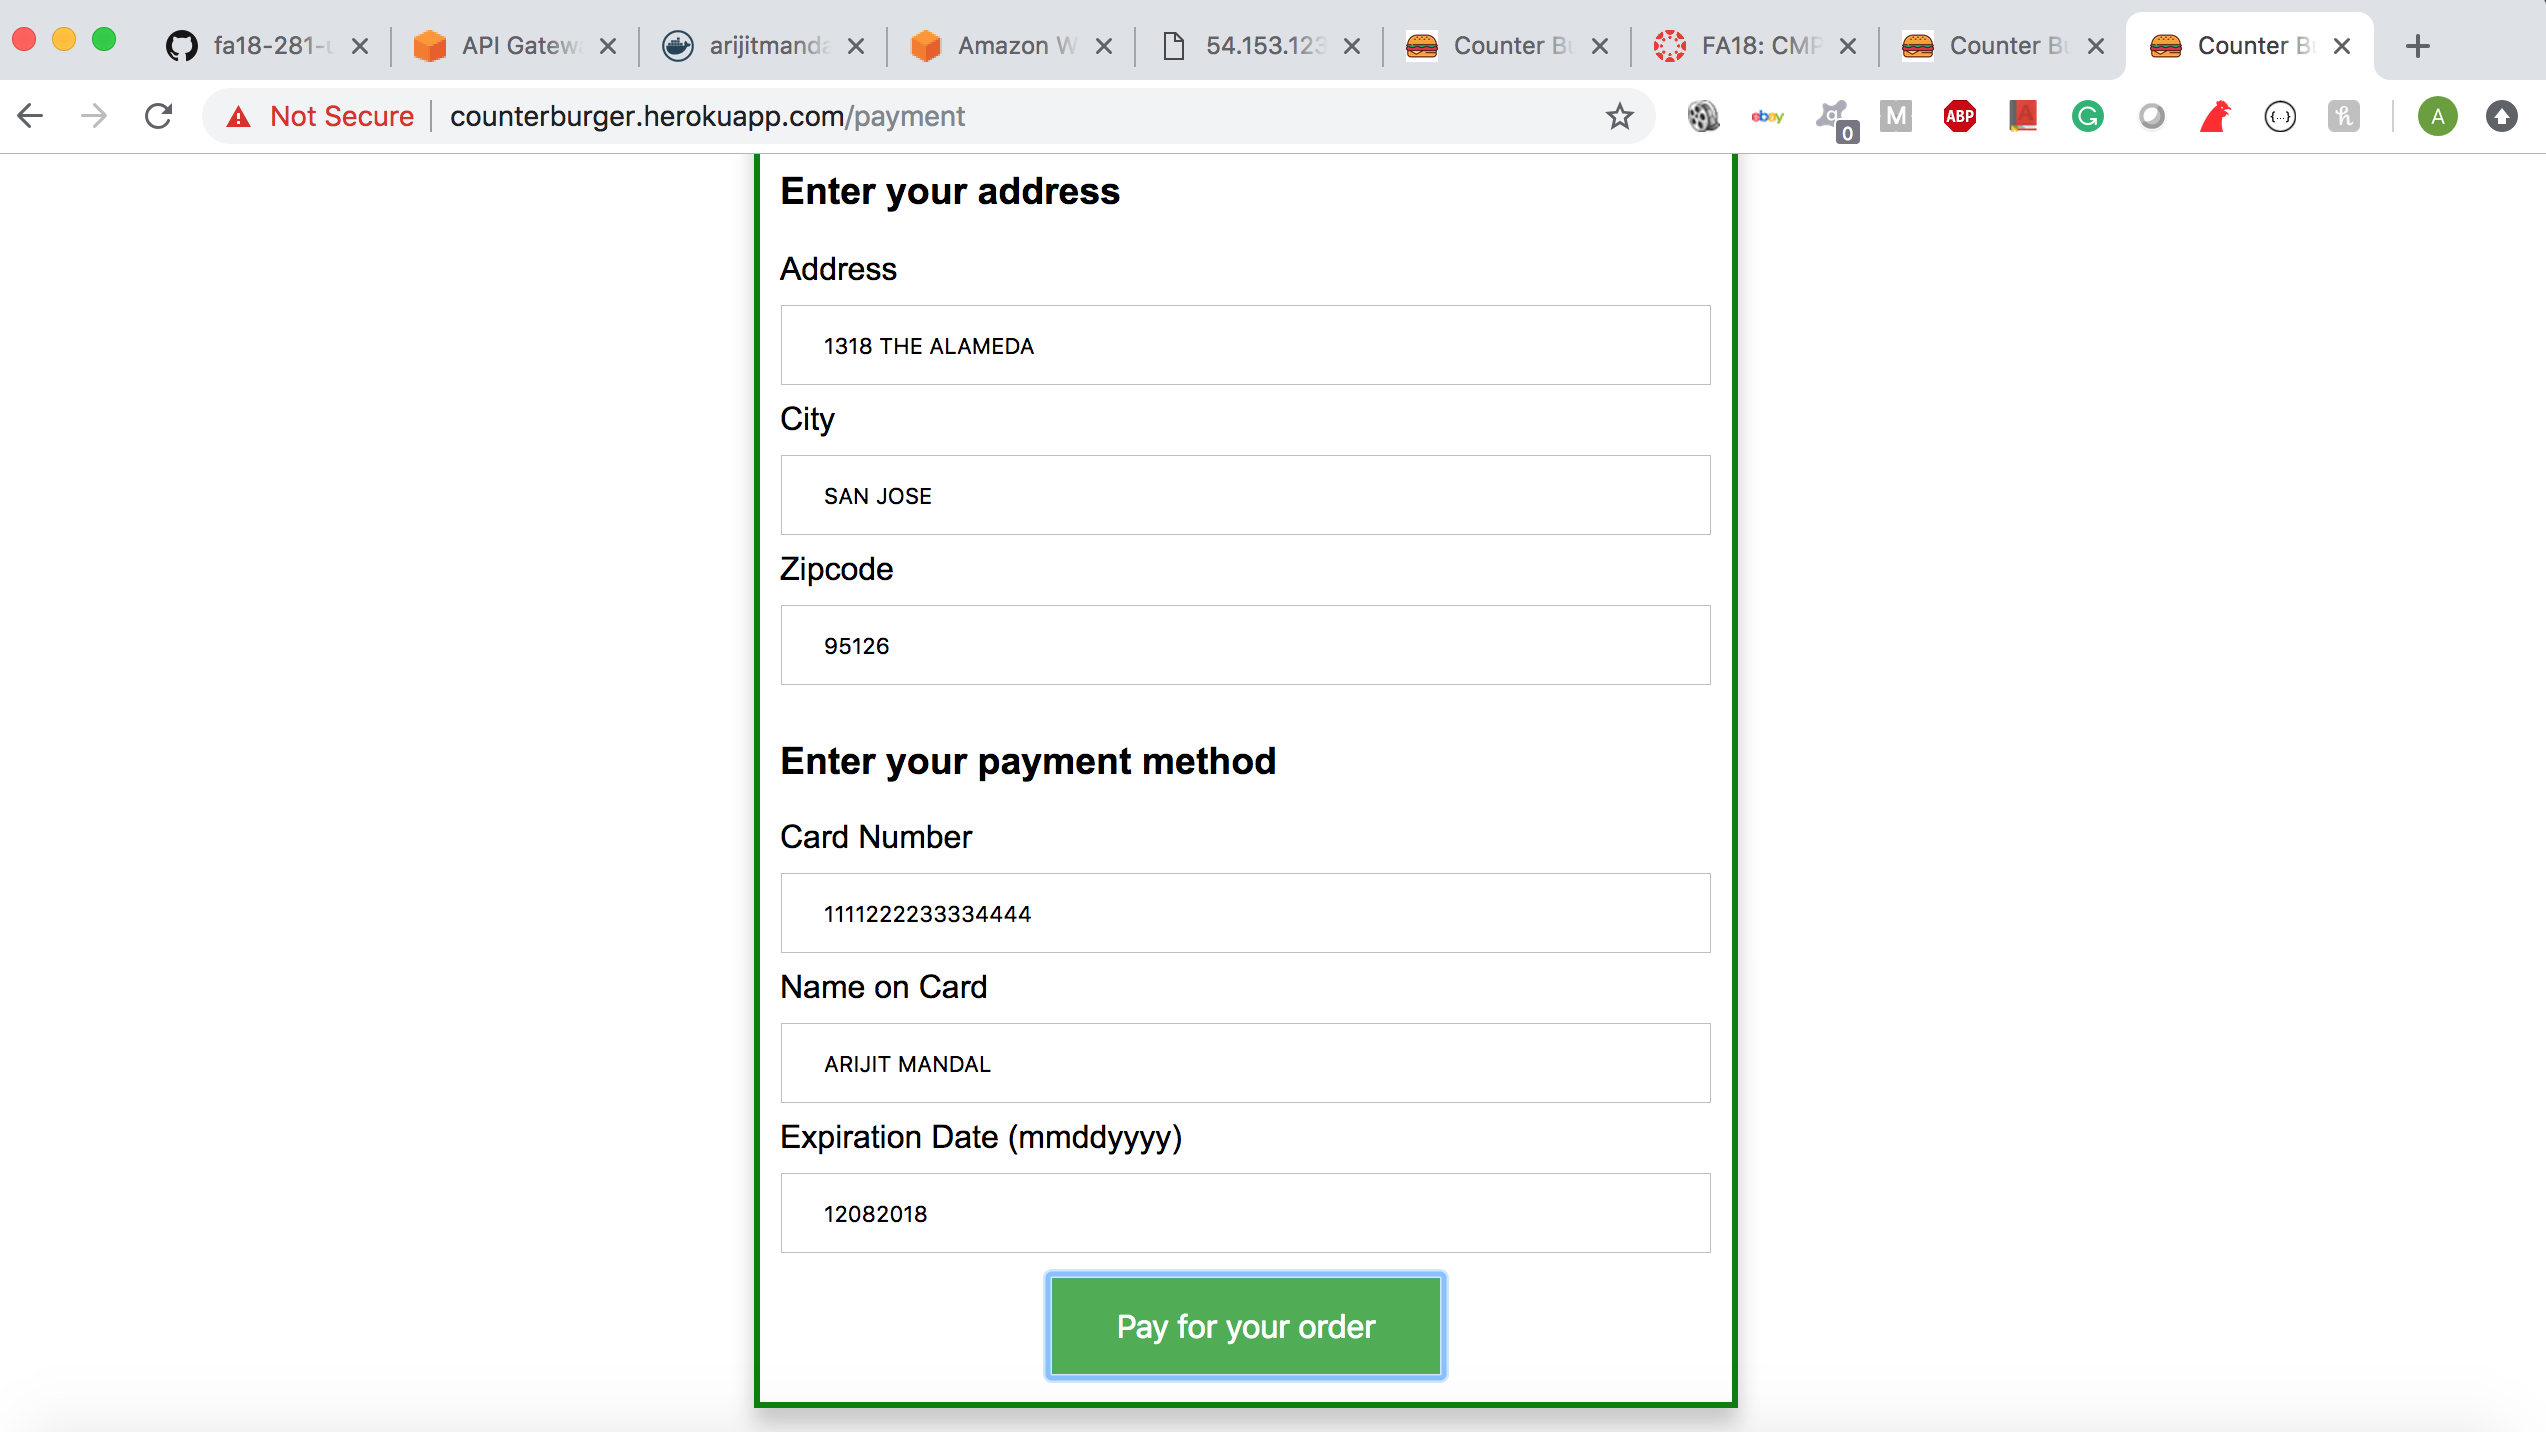 fa18-281-
API Gatew
arijitmanda
Amazon W
54.153.123
Counter Bu
FA18: CMP
Counter Bu
Counter Bu
Not Secure
counterburger.herokuapp.com/payment
ebay
0
M
ABP
A
G
{...}
h
A
Enter your address
Address
1318 THE ALAMEDA
City
SAN JOSE
Zipcode
95126
Enter your payment method
Card Number
1111222233334444
Name on Card
ARIJIT MANDAL
Expiration Date (mmddyyyy)
12082018
Pay for your order